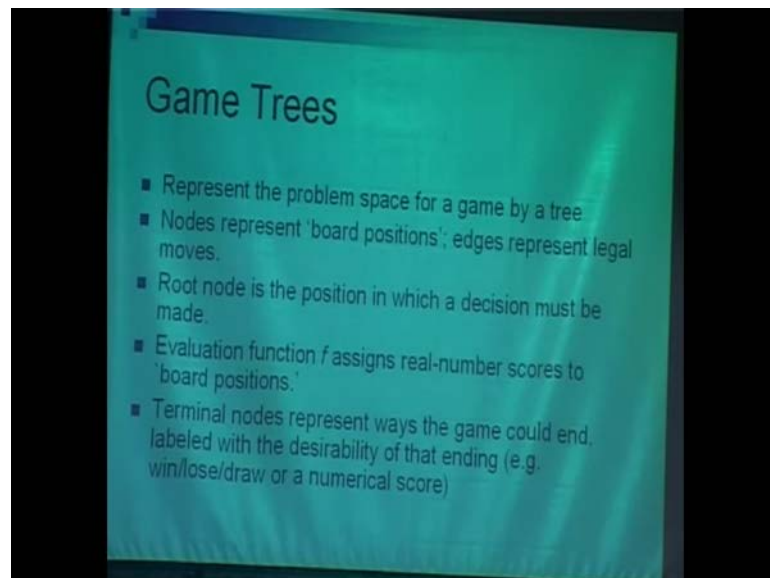 Game Trees
■ Represent the problem space for a game by a tree
■ Nodes represent ‘board positions’; edges represent legal
moves.
■ Root node is the position in which a decision must be
made.
■ Evaluation function f assigns real-number scores to
`board positions.’
■ Terminal nodes represent ways the game could end,
labeled with the desirability of that ending (e.g.
win/lose/draw or a numerical score)